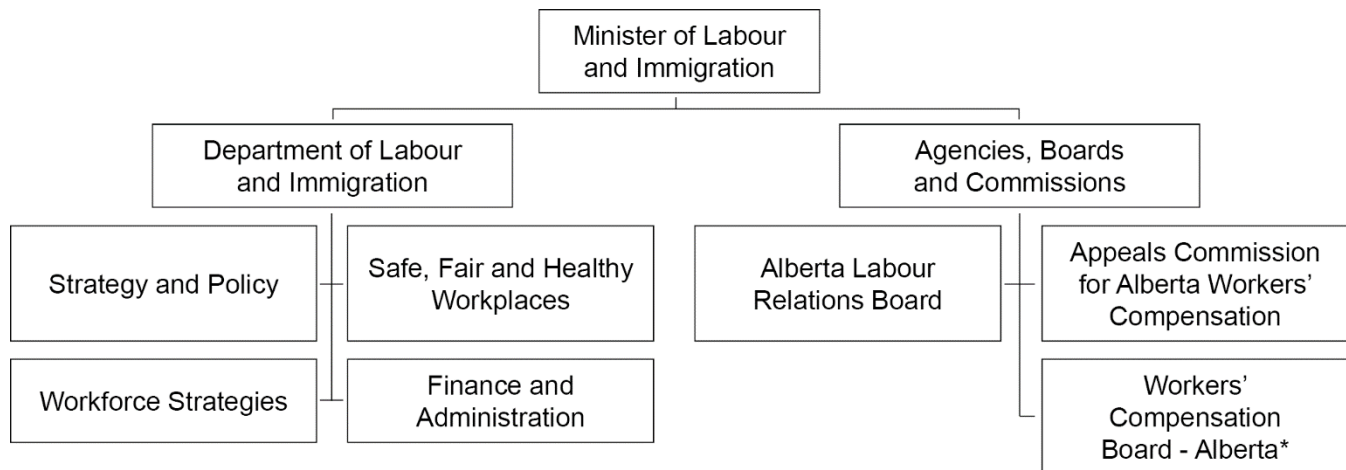 Minister of Labour
and Immigration
Department of Labour
and Immigration
Agencies, Boards
and Commissions
Strategy and Policy
Safe, Fair and Healthy
Workplaces
Alberta Labour
Relations Board
Appeals Commission
for Alberta Workers’
Compensation
Workforce Strategies
Finance and
Administration
Workers’
Compensation
Board - Alberta*